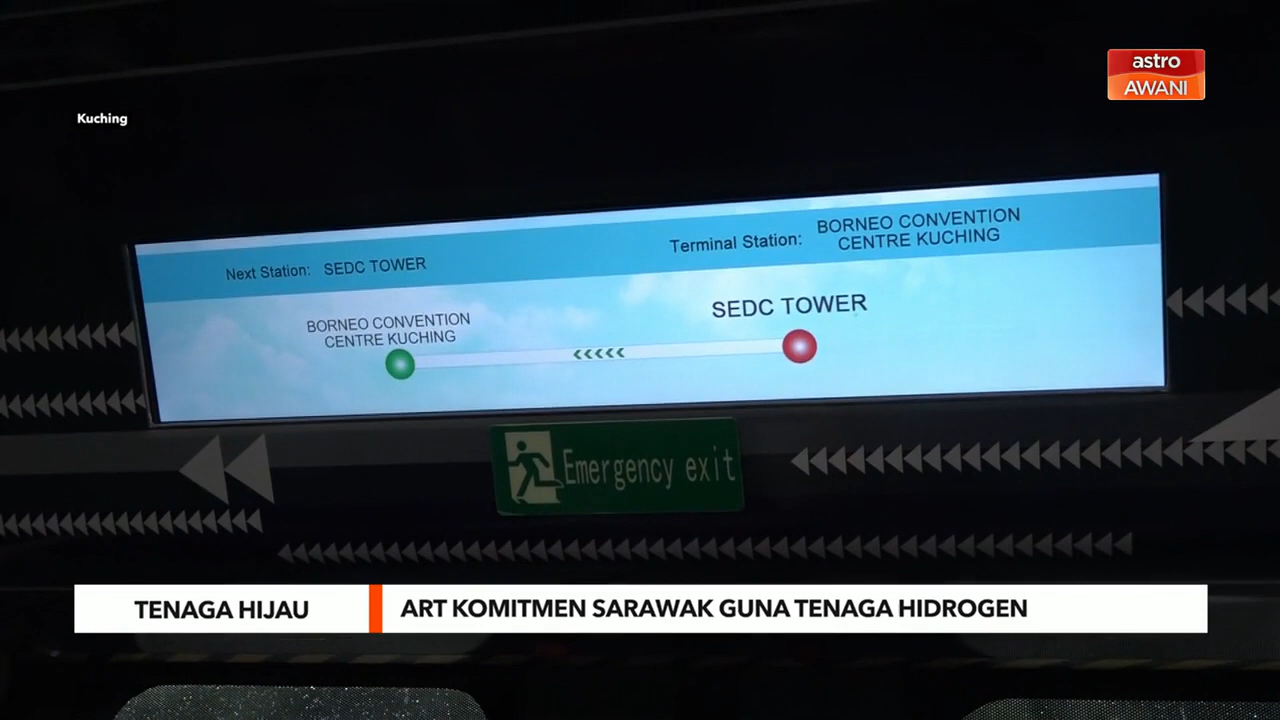 astro
AWANI
Kuching
Next Station: SEDC TOWER
Terminal Station: BORNEO CONVENTION
CENTRE KUCHING
BORNEO CONVENTION
CENTRE KUCHING
SEDC TOWER
Emergency exit
TENAGA HIJAU
ART KOMITMEN SARAWAK GUNA TENAGA HIDROGEN